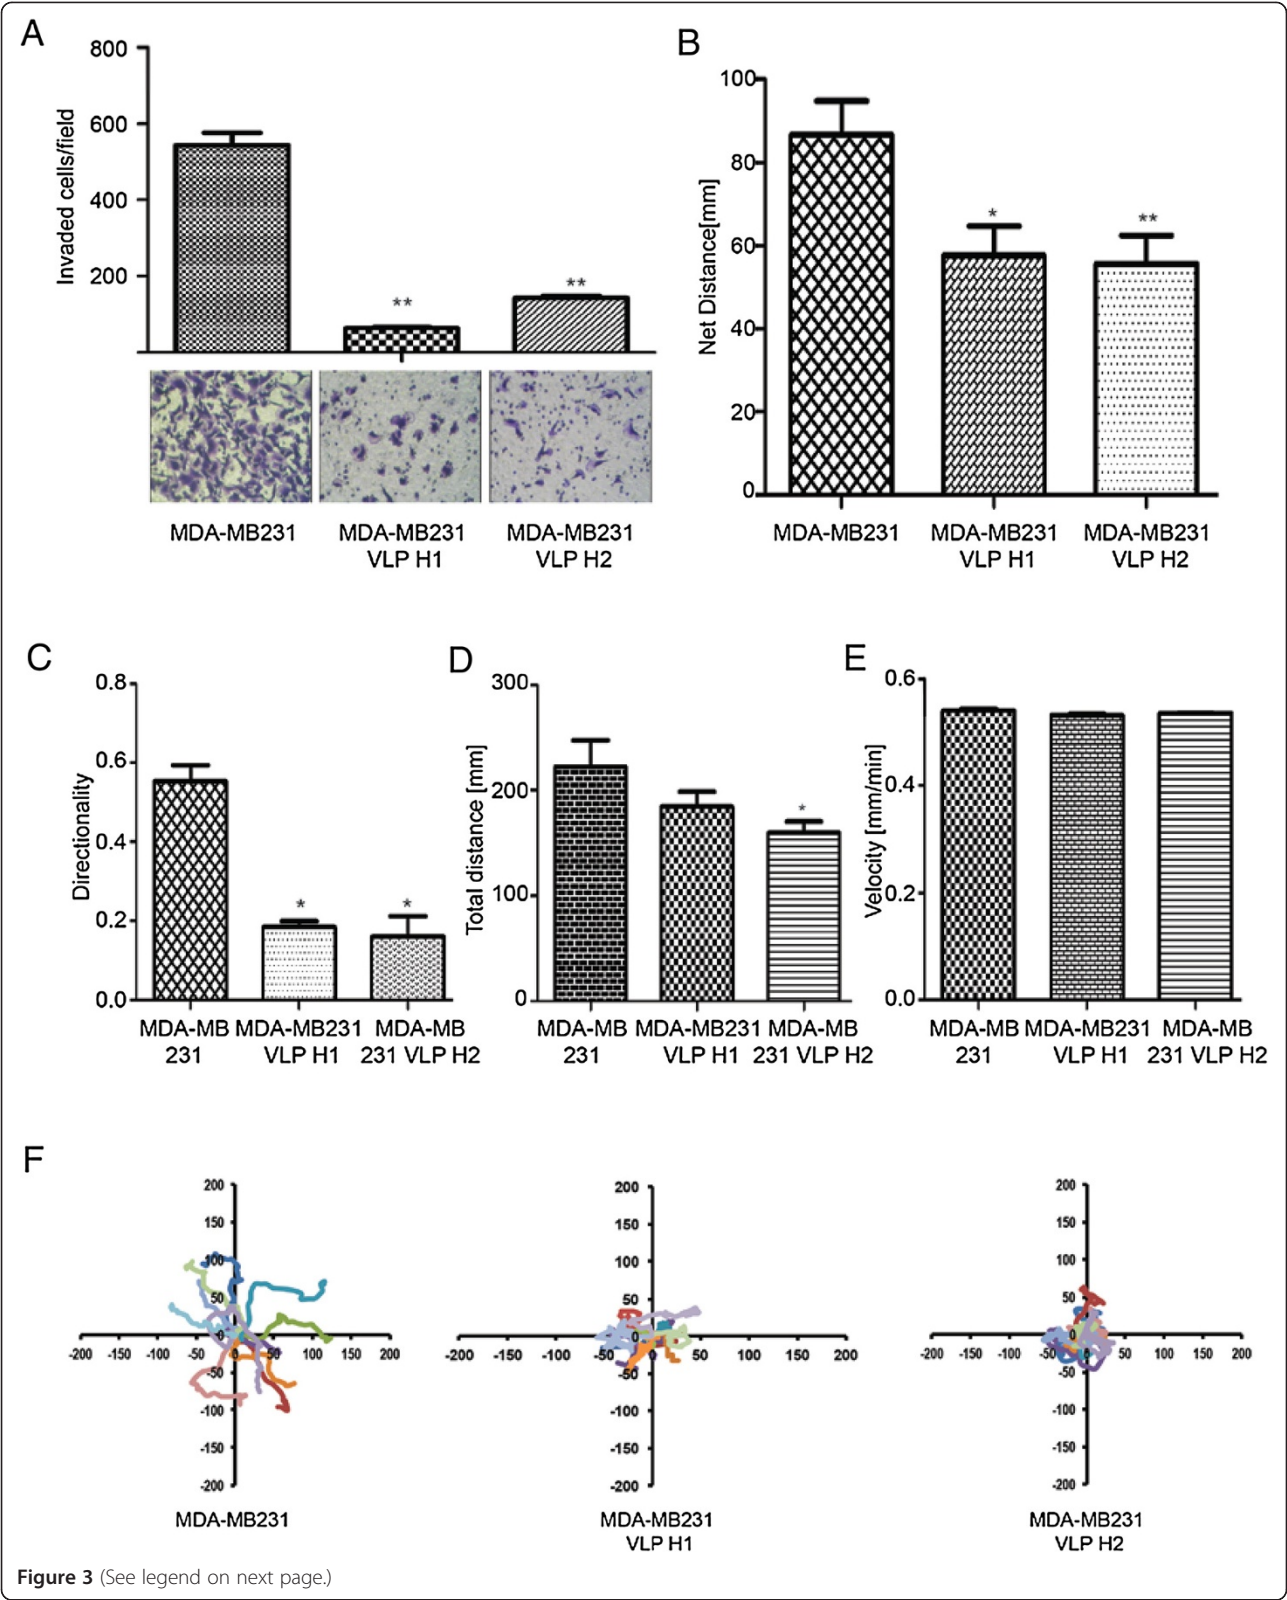 A
800
600
400
200
Invaded cells/field
**
**
MDA-MB231
MDA-MB231
VLP H1
MDA-MB231
VLP H2
B
100
80
60
40
20
0
Net Distance[mm]
*
**
MDA-MB231
MDA-MB231
VLP H1
MDA-MB231
VLP H2
C
0.8
0.6
0.4
0.2
0.0
Directionality
*
*
MDA-MB
231
MDA-MB231
VLP H1
MDA-MB
231 VLP H2
D
300
200
100
0
Total distance [mm]
*
MDA-MB
231
MDA-MB231
VLP H1
MDA-MB
231 VLP H2
E
0.6
0.4
0.2
0.0
Velocity [mm/min]
MDA-MB
231
MDA-MB231
VLP H1
MDA-MB
231 VLP H2
F
200
150
100
50
0
-200 -150 -100 -50 0 50 100 150 200
-50
-100
-150
-200
MDA-MB231
200
150
100
50
0
-200 -150 -100 -50 0 50 100 150 200
-50
-100
-150
-200
MDA-MB231
VLP H1
200
150
100
50
0
-200 -150 -100 -50 0 50 100 150 200
-50
-100
-150
-200
MDA-MB231
VLP H2
Figure 3 (See legend on next page.)